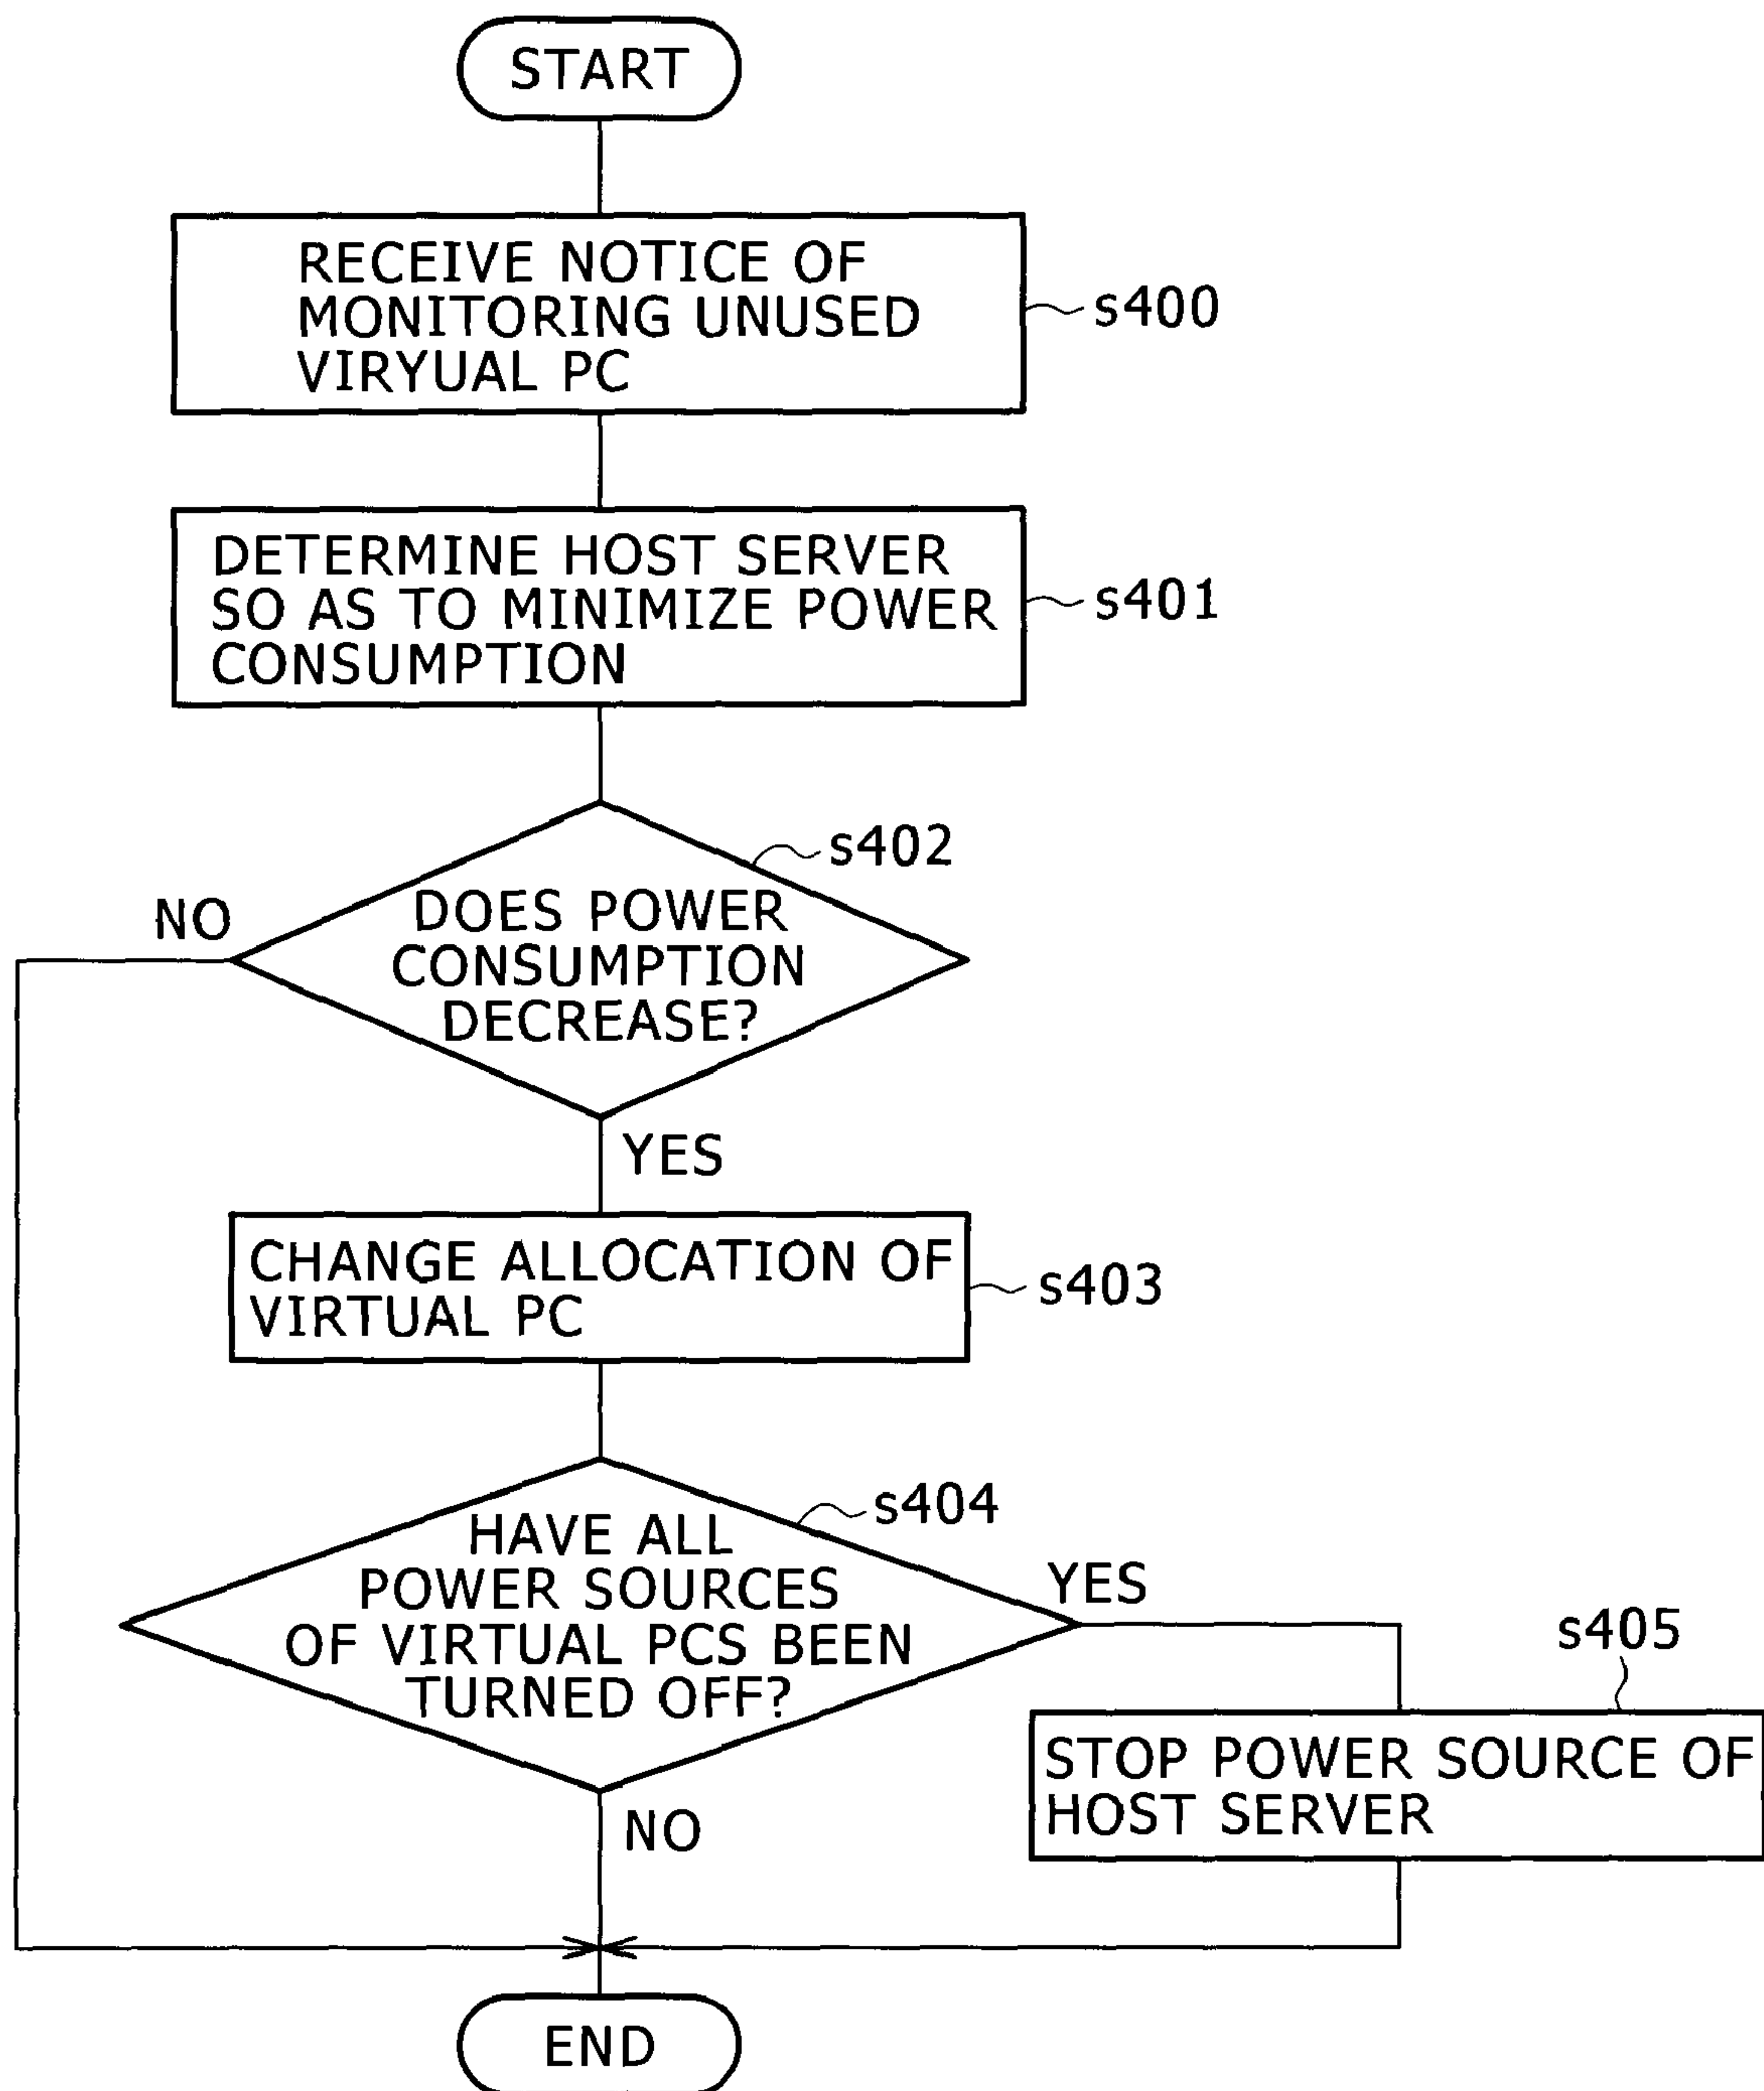 START
RECEIVE NOTICE OF
MONITORING UNUSED
VIRYUAL PC
s400
DETERMINE HOST SERVER
SO AS TO MINIMIZE POWER
CONSUMPTION
s401
s402
DOES POWER
CONSUMPTION
DECREASE?
NO
YES
CHANGE ALLOCATION OF
VIRTUAL PC
s403
s404
HAVE ALL
POWER SOURCES
OF VIRTUAL PCS BEEN
TURNED OFF?
YES
NO
s405
STOP POWER SOURCE OF
HOST SERVER
END